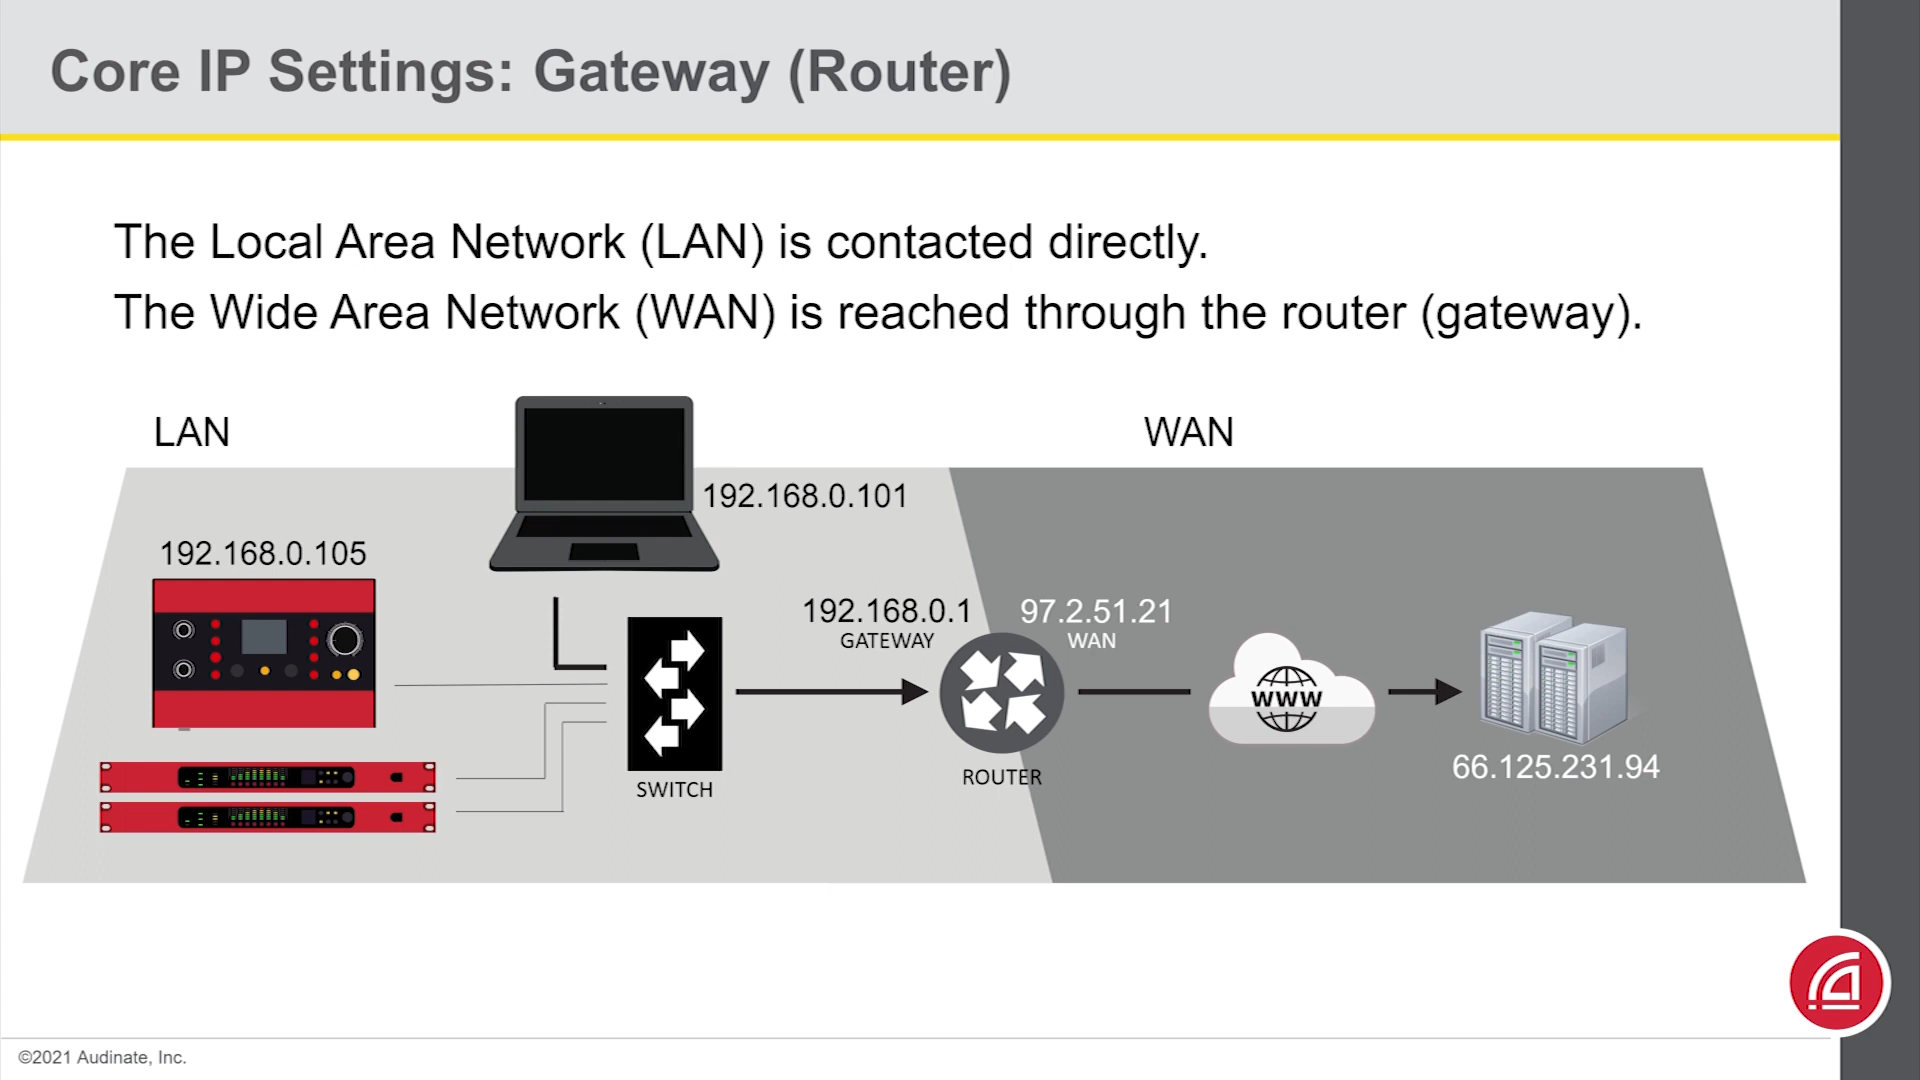 Core IP Settings: Gateway (Router)
The Local Area Network (LAN) is contacted directly.
The Wide Area Network (WAN) is reached through the router (gateway).
LAN
WAN
192.168.0.101
192.168.0.105
192.168.0.1
GATEWAY
97.2.51.21
WAN
WWW
SWITCH
ROUTER
66.125.231.94
©2021 Audinate, Inc.